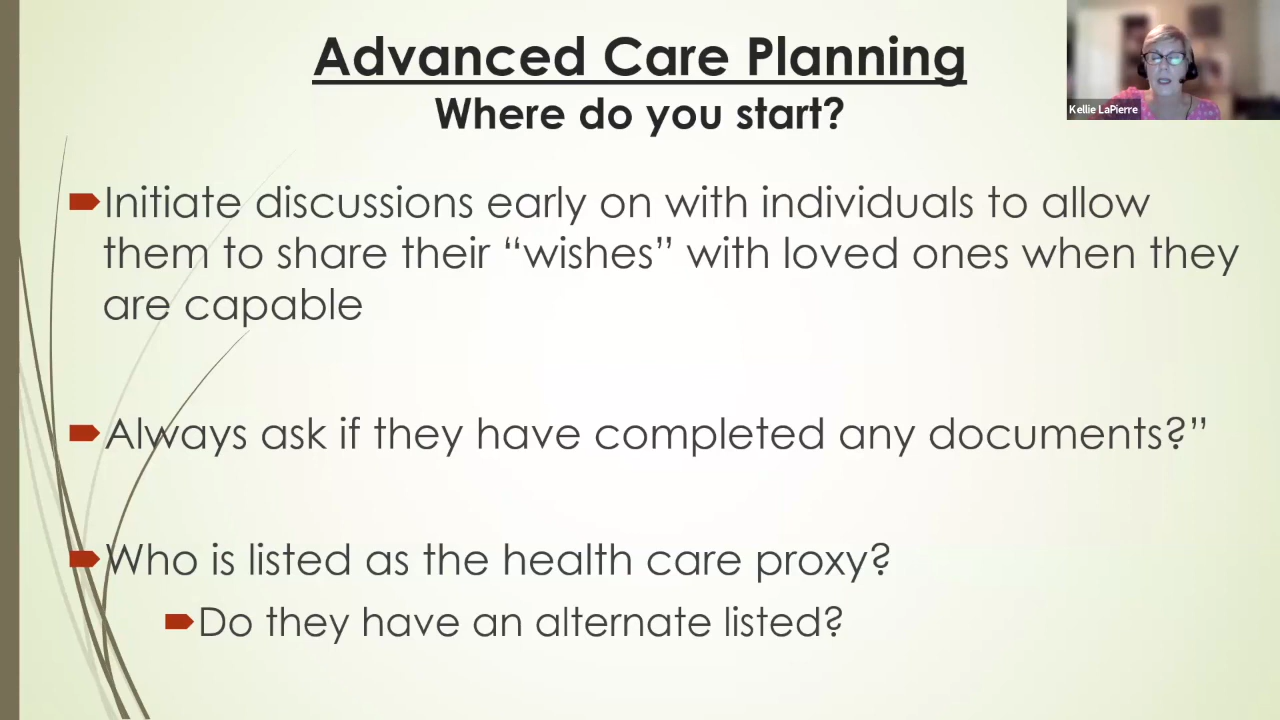 Advanced Care Planning
Where do you start?
Kellie LaPierre
Initiate discussions early on with individuals to allow
them to share their “wishes” with loved ones when they
are capable
Always ask if they have completed any documents?”
Who is listed as the health care proxy?
Do they have an alternate listed?